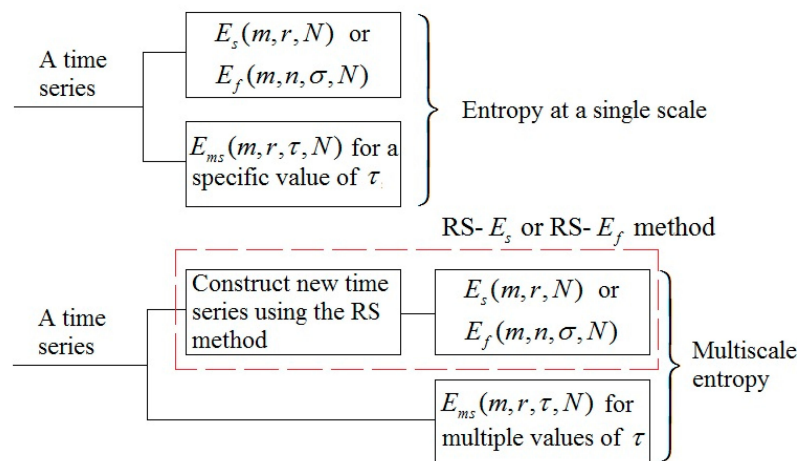 A time
series
E_s(m,r,N) or
E_f(m,n,σ,N)
E_ms(m,r,τ,N) for a
specific value of τ
Entropy at a single scale
RS- E_s or RS- E_f method
A time
series
Construct new time
series using the RS
method
E_s(m,r,N) or
E_f(m,n,σ,N)
E_ms(m,r,τ,N) for
multiple values of τ
Multiscale
entropy